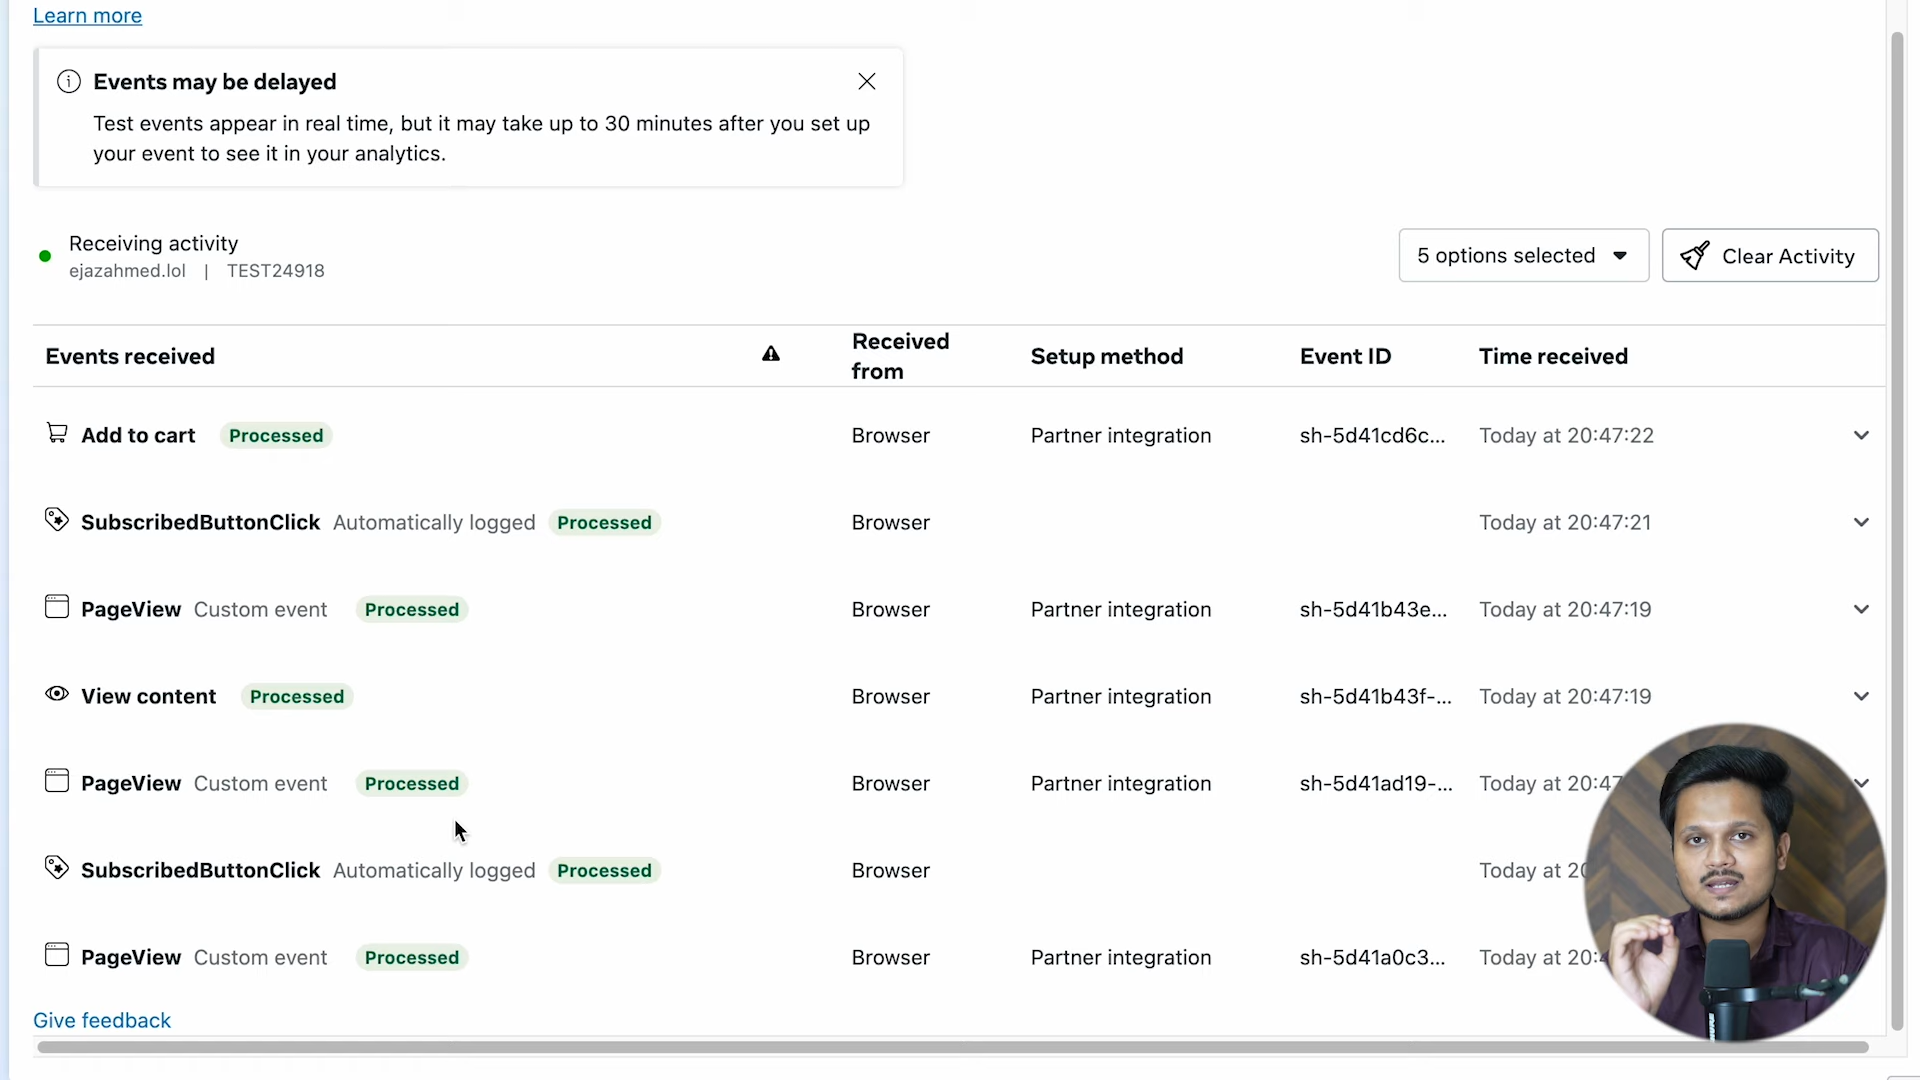 Learn more
Events may be delayed
Test events appear in real time, but it may take up to 30 minutes after you set up
your event to see it in your analytics.
Receiving activity
ejazahmed.lol | TEST24918
5 options selected
Clear Activity
Events received Received from Setup method Event ID Time received
Add to cart Processed Browser Partner integration sh-5d41cd6c... Today at 20:47:22
SubscribedButtonClick Automatically logged Processed Browser Today at 20:47:21
PageView Custom event Processed Browser Partner integration sh-5d41b43e... Today at 20:47:19
View content Processed Browser Partner integration sh-5d41b43f-... Today at 20:47:19
PageView Custom event Processed Browser Partner integration sh-5d41ad19-... Today at 20:47
SubscribedButtonClick Automatically logged Processed Browser Today at 20
PageView Custom event Processed Browser Partner integration sh-5d41a0c3... Today at 20:
Give feedback